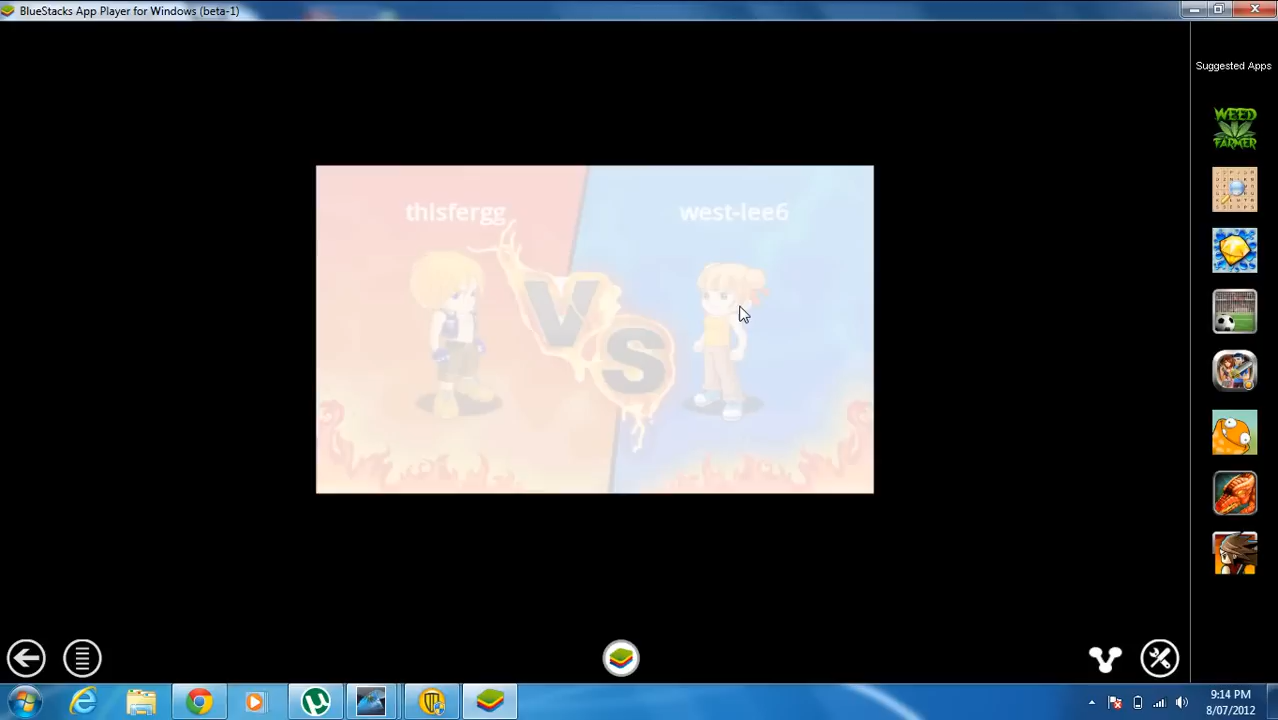 BlueStacks App Player for Windows (beta-1)
Suggested Apps
WEED
FARMER
thisfergg
west-lee6
VS
9:14 PM
8/07/2012